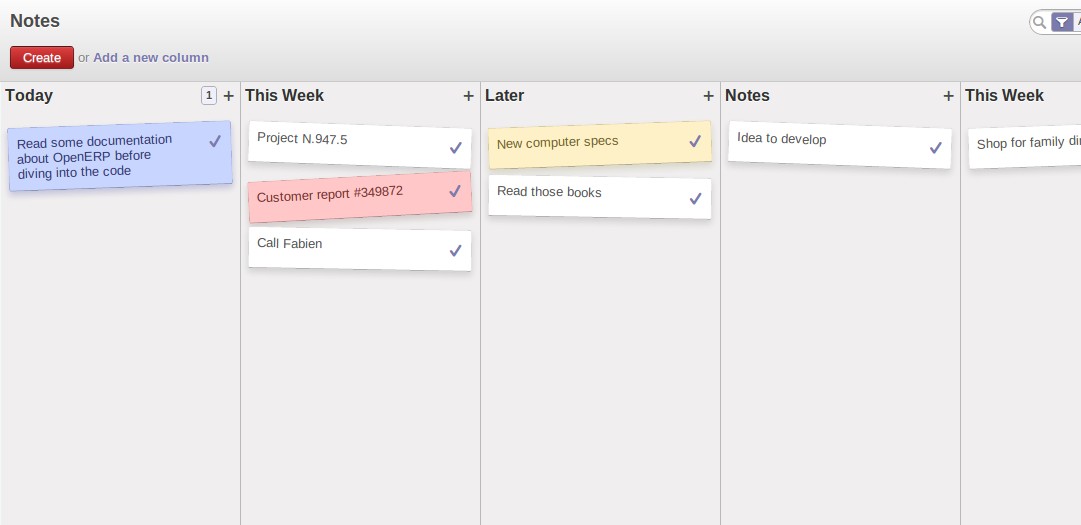 Notes
Create or Add a new column
Today 1 +
Read some documentation
about OpenERP before
diving into the code
This Week +
Project N.947.5
Customer report #349872
Call Fabien
Later +
New computer specs
Read those books
Notes +
Idea to develop
This Week
Shop for family